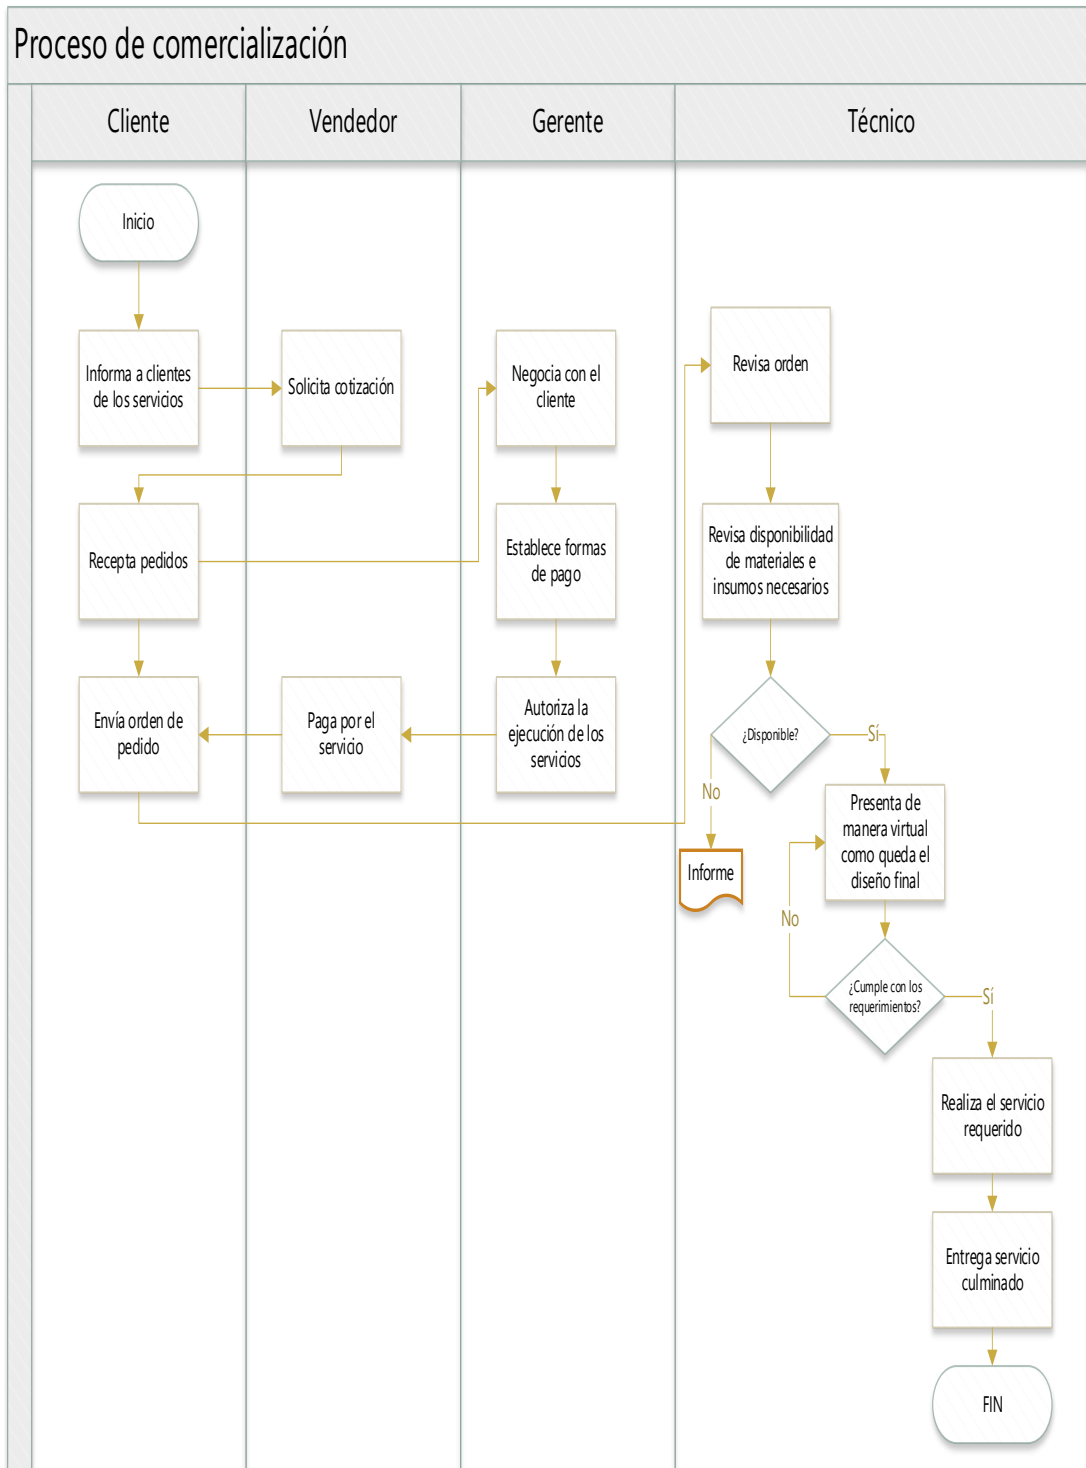 Proceso de comercialización
Cliente
Vendedor
Gerente
Técnico
Inicio
Informa a clientes
de los servicios
Solicita cotización
Negocia con el
cliente
Revisa orden
Recepta pedidos
Establece formas
de pago
Revisa disponibilidad
de materiales e
insumos necesarios
Envía orden de
pedido
Paga por el
servicio
Autoriza la
ejecución de los
servicios
¿Disponible?
Sí
No
Informe
Presenta de
manera virtual
como queda el
diseño final
No
¿Cumple con los
requerimientos?
Sí
Realiza el servicio
requerido
Entrega servicio
culminado
FIN